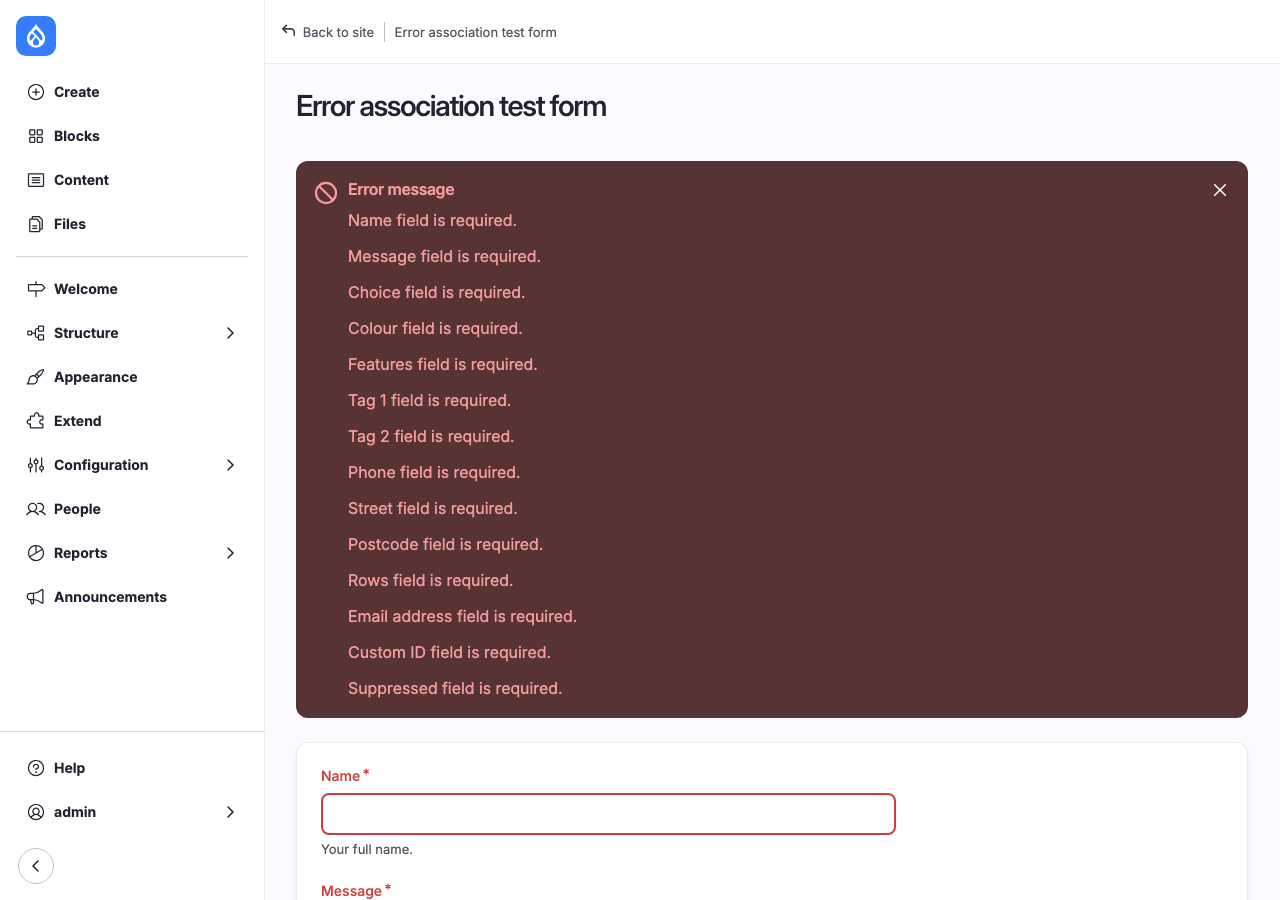 Back to site
Error association test form
Create
Blocks
Content
Files
Welcome
Structure
Appearance
Extend
Configuration
People
Reports
Announcements
Help
admin
Error association test form
Error message
Name field is required.
Message field is required.
Choice field is required.
Colour field is required.
Features field is required.
Tag 1 field is required.
Tag 2 field is required.
Phone field is required.
Street field is required.
Postcode field is required.
Rows field is required.
Email address field is required.
Custom ID field is required.
Suppressed field is required.
Name*
Your full name.
Message*